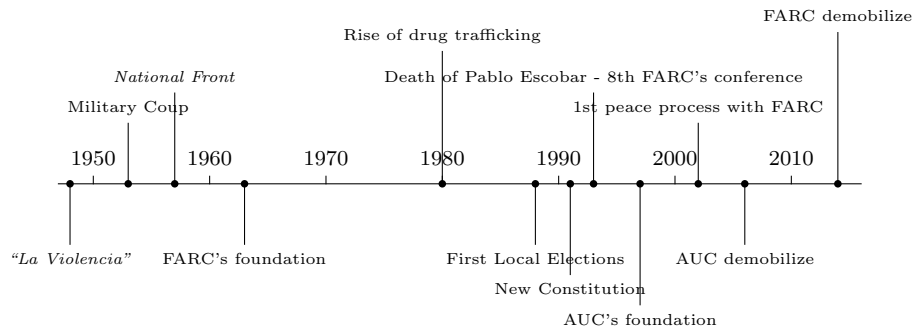 FARC demobilize
Rise of drug trafficking
National Front
Death of Pablo Escobar - 8th FARC's conference
Military Coup
1st peace process with FARC
1950 1960 1970 1980 1990 2000 2010
“La Violencia”
FARC's foundation
First Local Elections
AUC demobilize
New Constitution
AUC's foundation